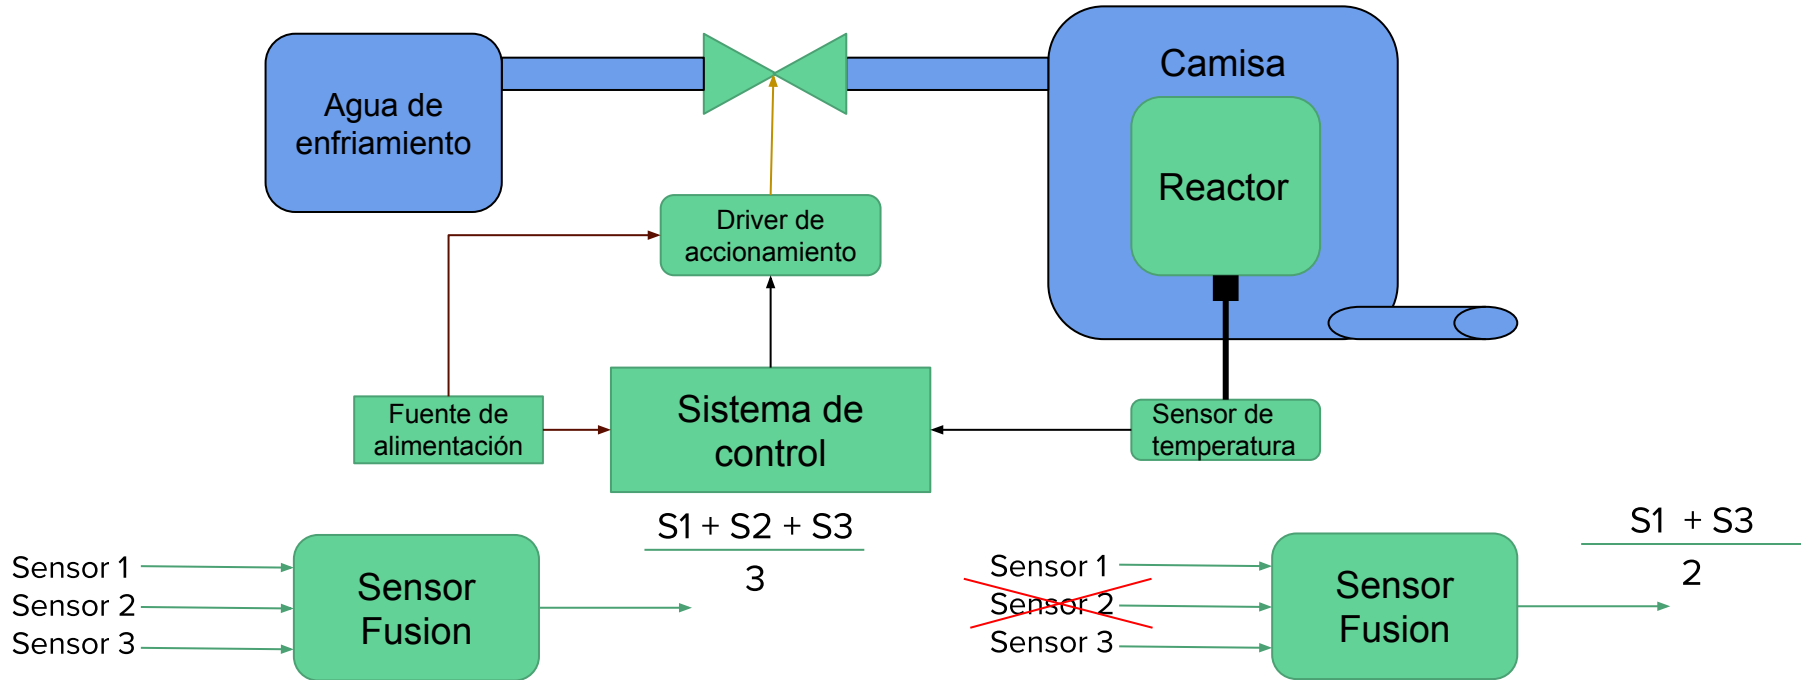 Agua de
enfriamiento
Camisa
Reactor
Driver de
accionamiento
Fuente de
alimentación
Sistema de
control
Sensor de
temperatura
Sensor 1
Sensor 2
Sensor 3
Sensor
Fusion
S1 + S2 + S3
3
Sensor 1
Sensor 2
Sensor 3
Sensor
Fusion
S1 + S3
2